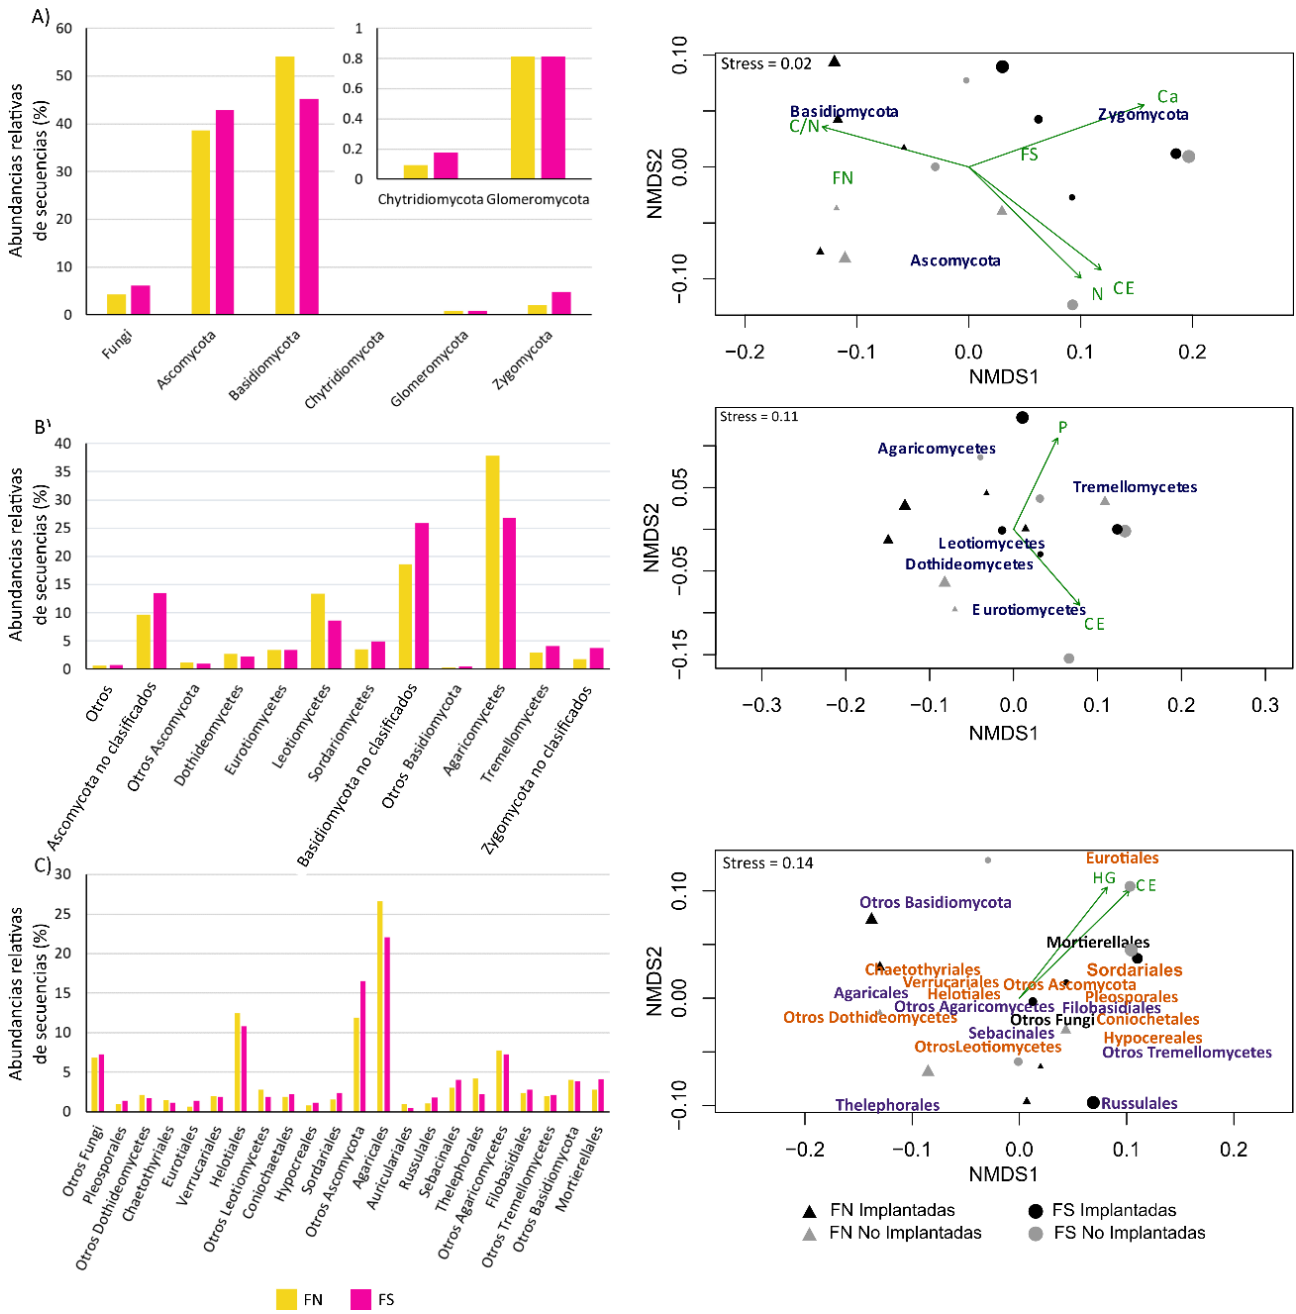 A)
Abundancias relativas
de secuencias (%)
60
50
40
30
20
10
0
1
0.8
0.6
0.4
0.2
0
Chytridiomycota Glomeromycota
Fungi
Ascomycota
Basidiomycota
Chytridiomycota
Glomeromycota
Zygomycota
Stress = 0.02
NMDS2
0.10
0.00
−0.10
Basidiomycota
C/N
Ca
Zygomycota
FS
FN
Ascomycota
N
CE
−0.2 −0.1 0.0 0.1 0.2
NMDS1
B)
Abundancias relativas
de secuencias (%)
40
35
30
25
20
15
10
5
0
Otros
Ascomycota no clasificados
Otros Ascomycota
Dothideomycetes
Eurotiomycetes
Leotiomycetes
Sordariomycetes
Basidiomycota no clasificados
Otros Basidiomycota
Agaricomycetes
Tremellomycetes
Zygomycota no clasificados
Stress = 0.11
NMDS2
0.05
−0.05
−0.15
P
Agaricomycetes
Tremellomycetes
Leotiomycetes
Dothideomycetes
Eurotiomycetes
CE
−0.3 −0.2 −0.1 0.0 0.1 0.2 0.3
NMDS1
C)
Abundancias relativas
de secuencias (%)
30
25
20
15
10
5
0
Otros Fungi
Pleosporales
Otros Dothideomycetes
Chaetothyriales
Eurotiales
Verrucariales
Helotiales
Otros Leotiomycetes
Coniochaetales
Hypocreales
Sordariales
Otros Ascomycota
Agaricales
Auriculariales
Russulales
Sebacinales
Thelephorales
Otros Agaricomycetes
Filobasidiales
Otros Tremellomycetes
Otros Basidiomycota
Mortierellales
FN FS
Stress = 0.14
NMDS2
0.10
0.00
−0.10
Eurotiales
HG CE
Otros Basidiomycota
Mortierellales
Chaetothyriales
Sordariales
Verrucariales
Otros Ascomycota
Agaricales
Helotiales
Pleosporales
Otros Agaricomycetes
Filobasidiales
Otros Dothideomycetes
Otros Fungi
Coniochetales
Sebacinales
Hypocereales
OtrosLeotiomycetes
Otros Tremellomycetes
Thelephorales
Russulales
−0.2 −0.1 0.0 0.1 0.2
NMDS1
FN Implantadas FS Implantadas
FN No Implantadas FS No Implantadas